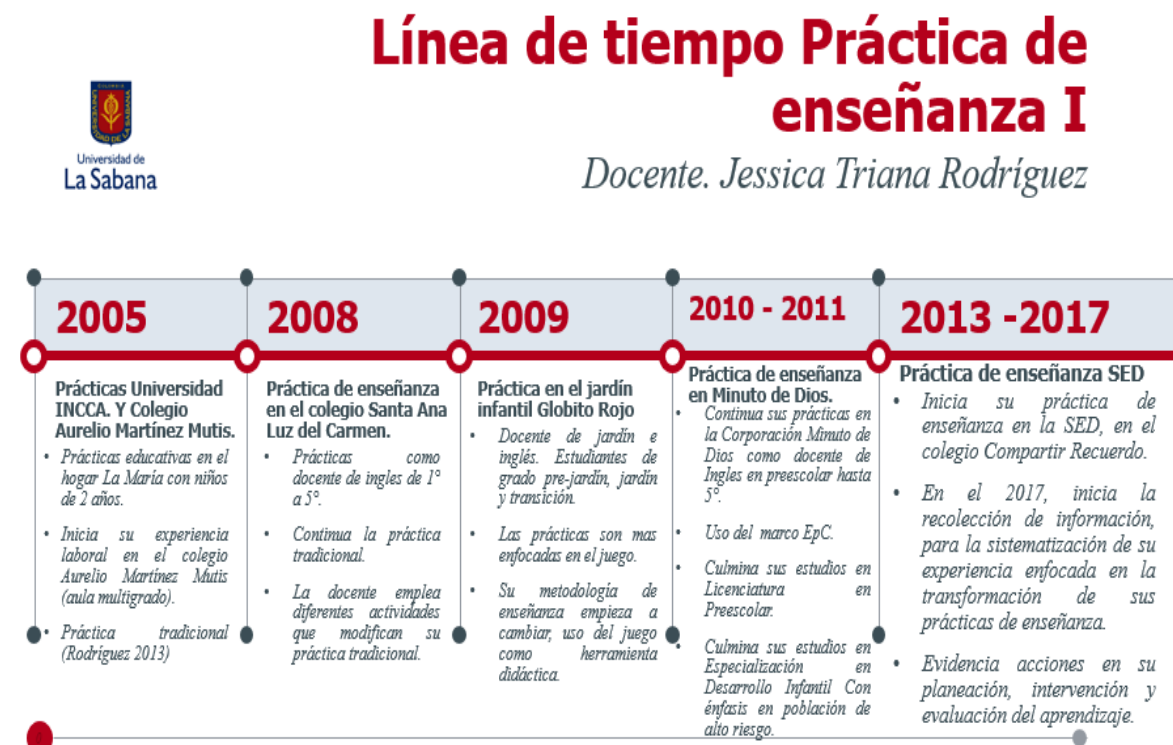 Línea de tiempo Práctica de
enseñanza I
Docente. Jessica Triana Rodríguez
Universidad de
La Sabana
2005
Prácticas Universidad
INCCA. Y Colegio
Aurelio Martínez Mutis.
• Prácticas educativas en el
hogar La María con niños
de 2 años.
• Inicia su experiencia
laboral en el colegio
Aurelio Martínez Mutis
(aula multigrado).
• Práctica tradicional
(Rodríguez 2013)
2008
Práctica de enseñanza
en el colegio Santa Ana
Luz del Carmen.
• Prácticas como
docente de ingles de 1°
a 5°.
• Continua la práctica
tradicional.
• La docente emplea
diferentes actividades
que modifican su
práctica tradicional.
2009
Práctica en el jardín
infantil Globito Rojo
• Docente de jardín e
inglés. Estudiantes de
grado pre-jardín, jardín
y transición.
• Las prácticas son mas
enfocadas en el juego.
• Su metodología de
enseñanza empieza a
cambiar, uso del juego
como herramienta
didáctica.
2010 - 2011
Práctica de enseñanza
en Minuto de Dios.
• Continua sus prácticas en
la Corporación Minuto de
Dios como docente de
Ingles en preescolar hasta
5°.
• Uso del marco EpC.
• Culmina sus estudios en
Licenciatura en
Preescolar.
• Culmina sus estudios en
Especialización en
Desarrollo Infantil Con
énfasis en población de
alto riesgo.
2013 -2017
Práctica de enseñanza SED
• Inicia su práctica de
enseñanza en la SED, en el
colegio Compartir Recuerdo.
• En el 2017, inicia la
recolección de información,
para la sistematización de su
experiencia enfocada en la
transformación de sus
prácticas de enseñanza.
• Evidencia acciones en su
planeación, intervención y
evaluación del aprendizaje.